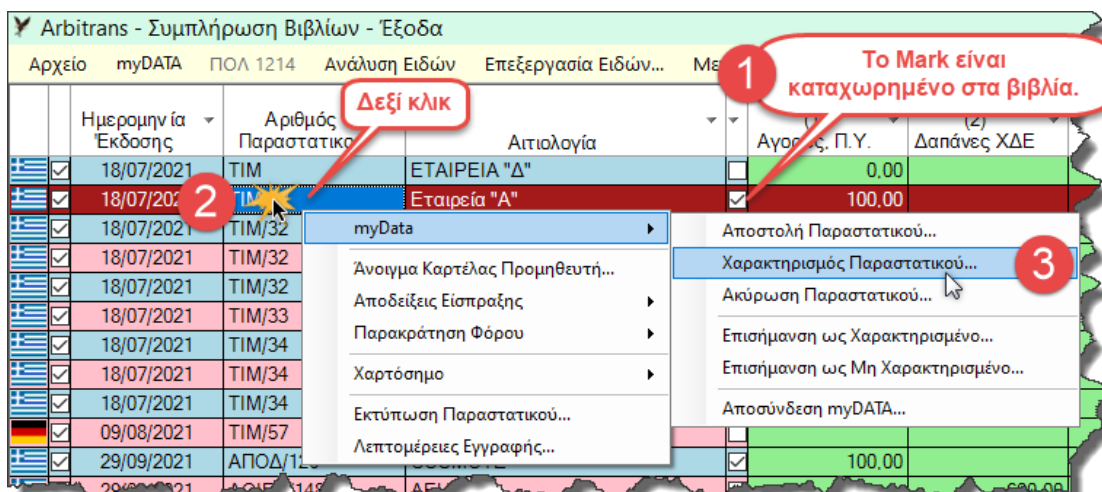 Arbitrans - Συμπλήρωση Βιβλίων - Έξοδα
Αρχείο myDATA ΠΟΛ 1214 Ανάλυση Ειδών Επεξεργασία Ειδών...
1
Το Mark είναι
καταχωρημένο στα βιβλία.
Δεξί κλικ
Ημερομηνία
Έκδοσης
Αριθμός
Παραστατικο
Αιτιολογία
Αγορές, Π.Υ.
(2)
Δαπάνες ΧΔΕ
18/07/2021 ΤΙΜ ΕΤΑΙΡΕΙΑ "Δ" 0,00
18/07/202 ΤΙΜ Εταιρεία "Α" 100,00
2
18/07/2021 ΤΙΜ/32
18/07/2021 ΤΙΜ/32
18/07/2021 ΤΙΜ/32
18/07/2021 ΤΙΜ/33
18/07/2021 ΤΙΜ/34
18/07/2021 ΤΙΜ/34
18/07/2021 ΤΙΜ/34
09/08/2021 ΤΙΜ/57
29/09/2021 ΑΠΟΔ/126 100,00
myData
Άνοιγμα Καρτέλας Προμηθευτή...
Αποδείξεις Είσπραξης
Παρακράτηση Φόρου
Χαρτόσημο
Εκτύπωση Παραστατικού...
Λεπτομέρειες Εγγραφής...
Αποστολή Παραστατικού...
Χαρακτηρισμός Παραστατικού...
3
Ακύρωση Παραστατικού...
Επισήμανση ως Χαρακτηρισμένο...
Επισήμανση ως Μη Χαρακτηρισμένο...
Αποσύνδεση myDATA...